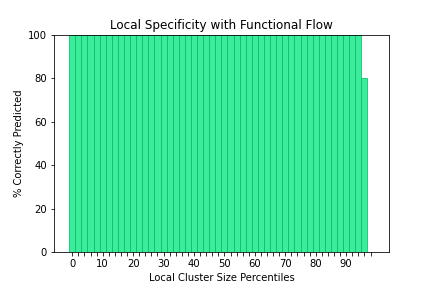 Local Specificity with Functional Flow
% Correctly Predicted
100
80
60
40
20
0
0 10 20 30 40 50 60 70 80 90
Local Cluster Size Percentiles